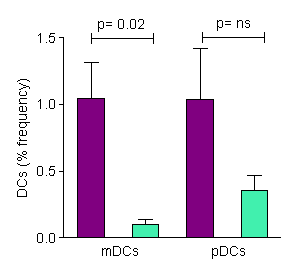 p= 0.02
p= ns
DCs (% frequency)
1.5
1.0
0.5
0.0
mDCs
pDCs